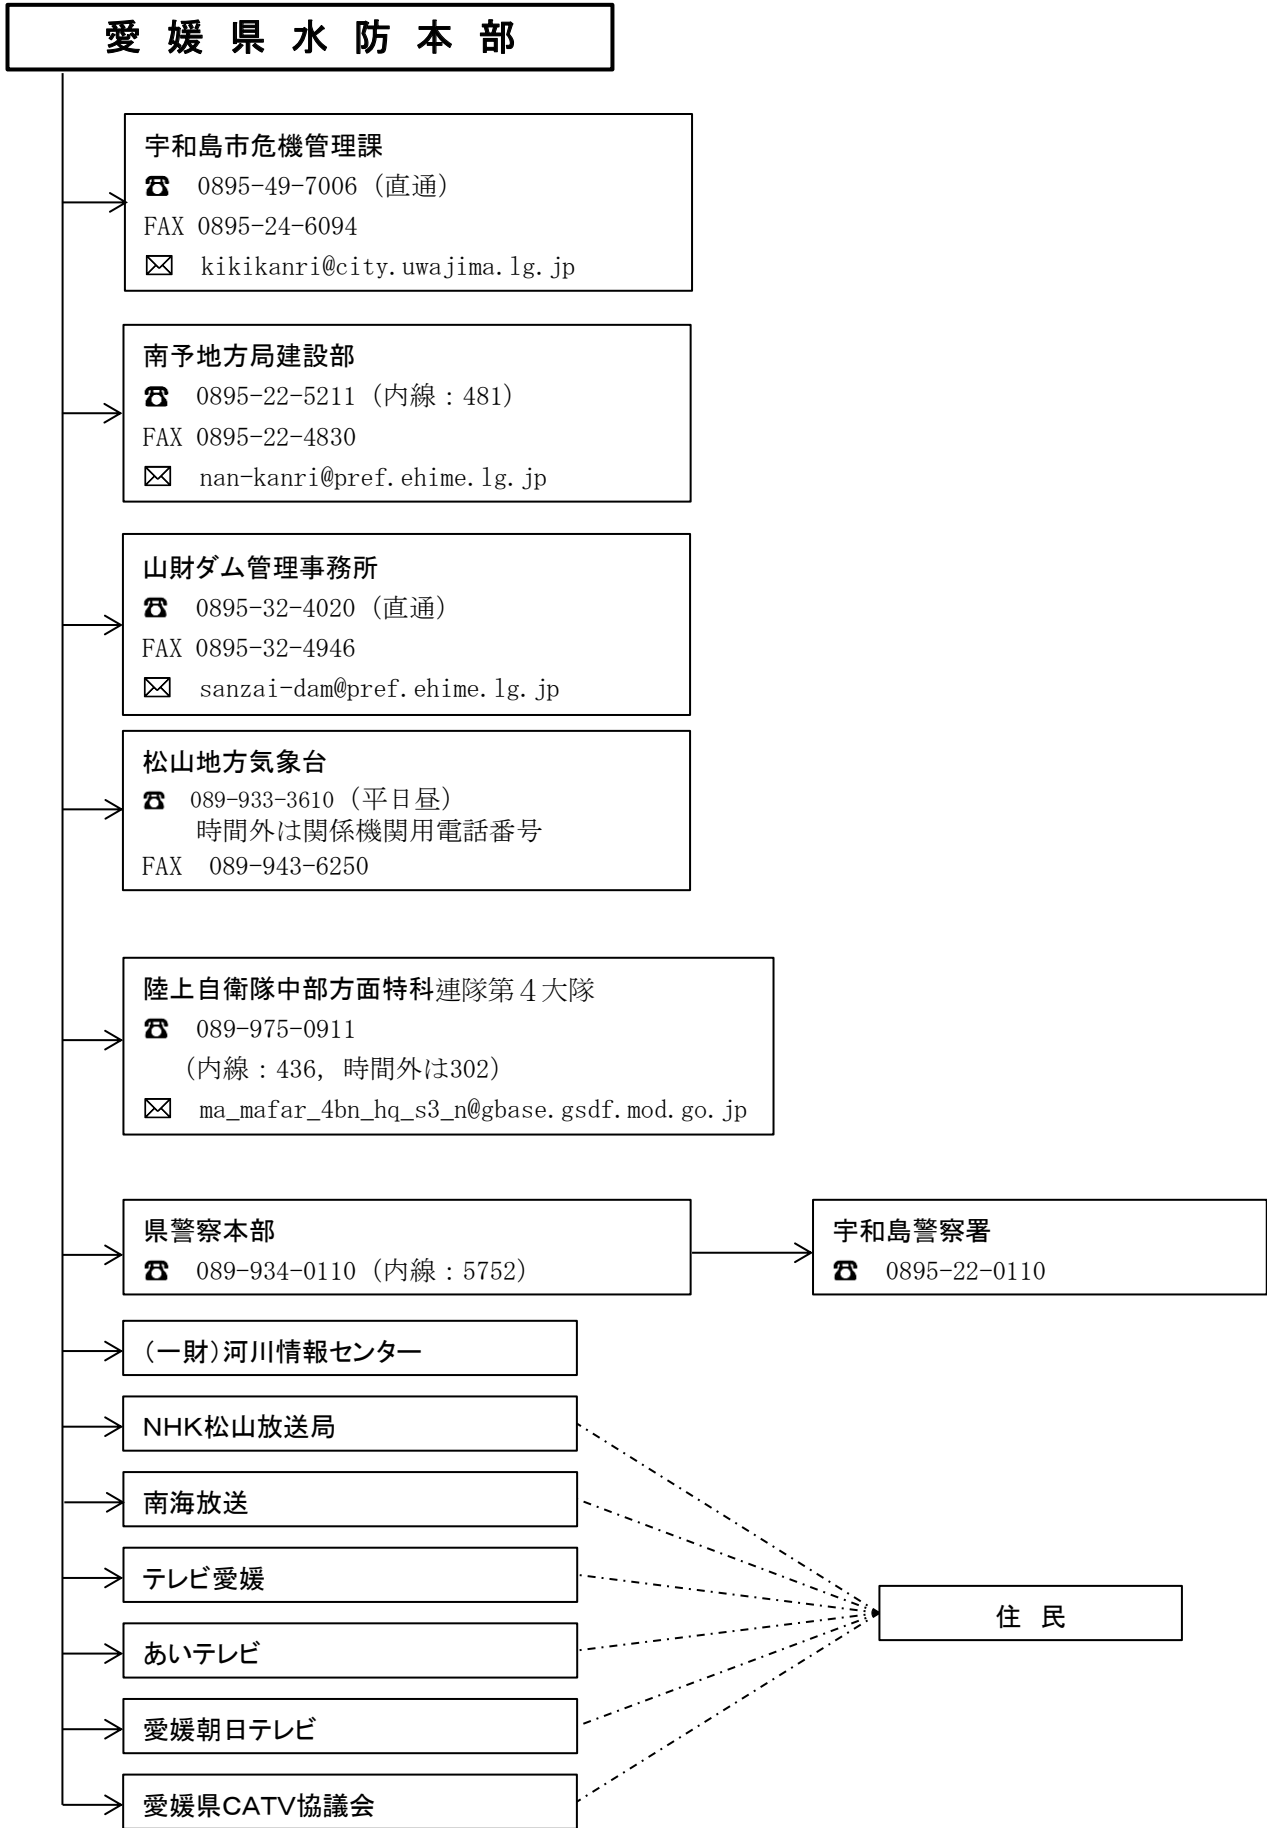 愛媛県水防本部
宇和島市危機管理課
☎ 0895-49-7006（直通）
FAX 0895-24-6094
✉ kikikanri@city.uwajima.lg.jp
南予地方局建設部
☎ 0895-22-5211（内線：481）
FAX 0895-22-4830
✉ nan-kanri@pref.ehime.lg.jp
山財ダム管理事務所
☎ 0895-32-4020（直通）
FAX 0895-32-4946
✉ sanzai-dam@pref.ehime.lg.jp
松山地方気象台
☎ 089-933-3610（平日昼）
時間外は関係機関用電話番号
FAX 089-943-6250
陸上自衛隊中部方面特科連隊第４大隊
☎ 089-975-0911
（内線：436，時間外は302）
✉ ma_mafar_4bn_hq_s3_n@gbase.gsdf.mod.go.jp
県警察本部
☎ 089-934-0110（内線：5752）
宇和島警察署
☎ 0895-22-0110
（一財）河川情報センター
NHK松山放送局
南海放送
テレビ愛媛
あいテレビ
愛媛朝日テレビ
愛媛県CATV協議会
住 民